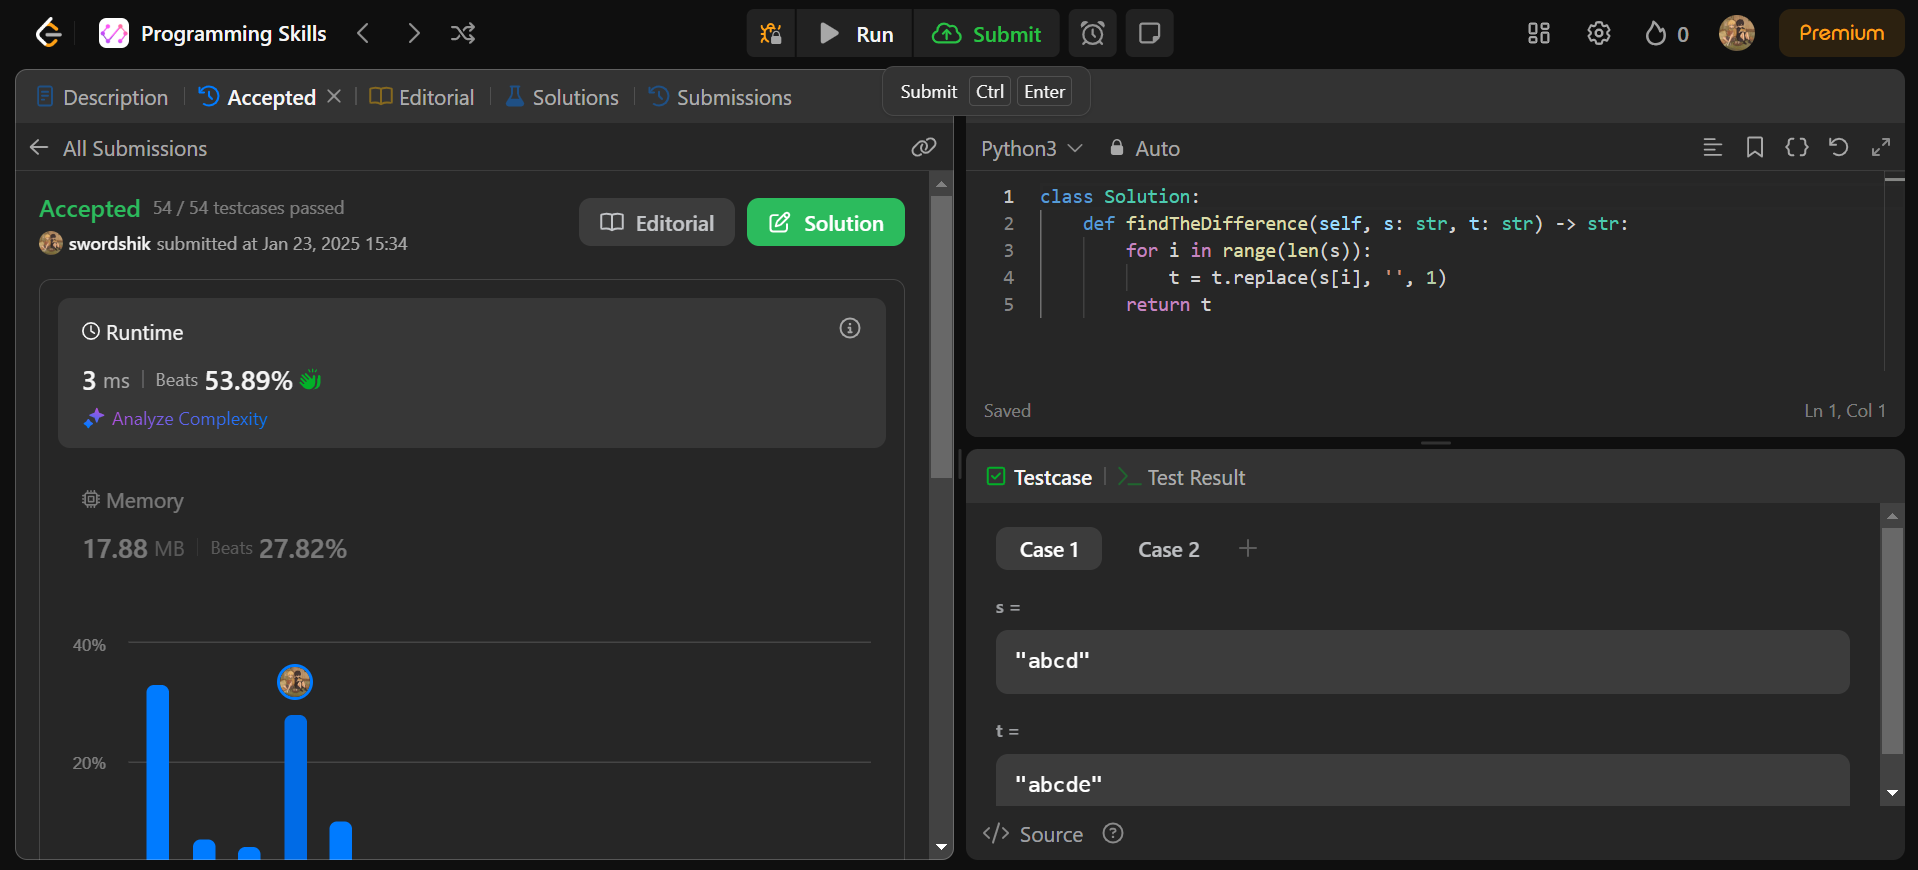 Programming Skills
Run
Submit
0
Premium
Description
Accepted
Editorial
Solutions
Submissions
Submit Ctrl Enter
All Submissions
Accepted 54 / 54 testcases passed
swordshik submitted at Jan 23, 2025 15:34
Editorial
Solution
Runtime
3 ms Beats 53.89%
Analyze Complexity
Memory
17.88 MB Beats 27.82%
40%
20%
Python3
Auto
1 class Solution:
2     def findTheDifference(self, s: str, t: str) -> str:
3         for i in range(len(s)):
4             t = t.replace(s[i], '', 1)
5         return t
Saved
Ln 1, Col 1
Testcase
Test Result
Case 1
Case 2
s =
"abcd"
t =
"abcde"
Source